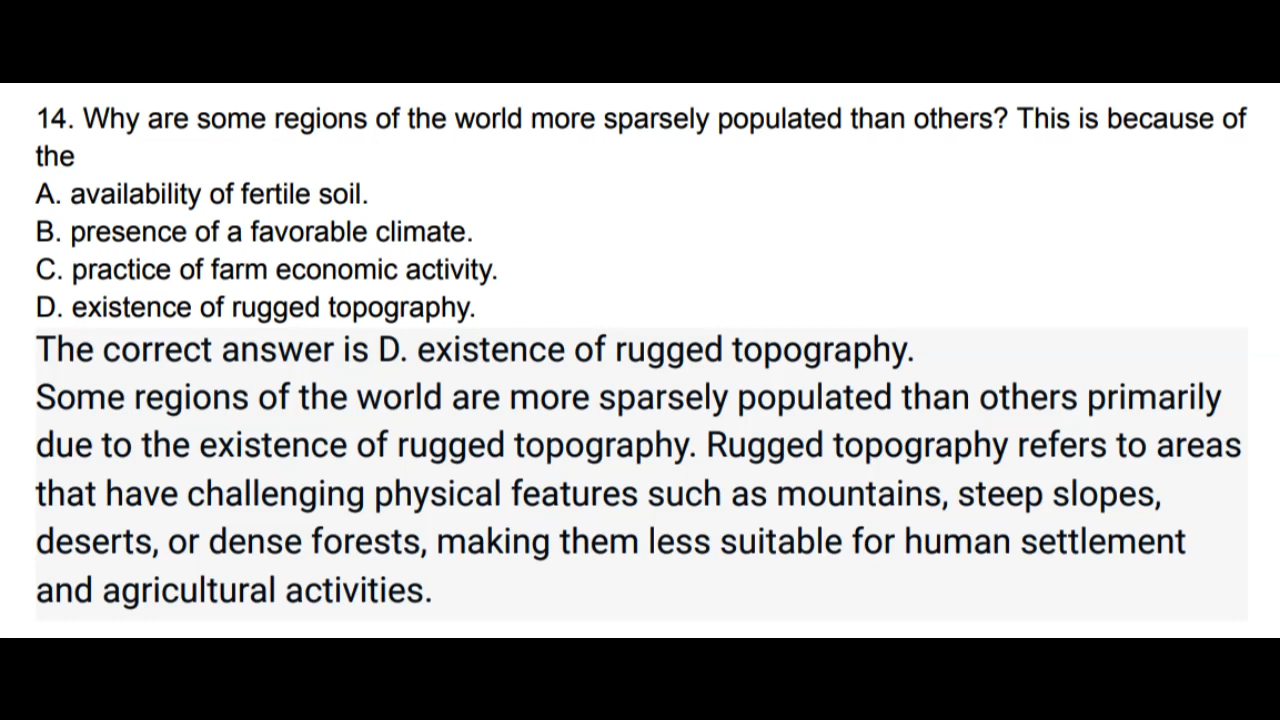 14. Why are some regions of the world more sparsely populated than others? This is because of
the
A. availability of fertile soil.
B. presence of a favorable climate.
C. practice of farm economic activity.
D. existence of rugged topography.
The correct answer is D. existence of rugged topography.
Some regions of the world are more sparsely populated than others primarily
due to the existence of rugged topography. Rugged topography refers to areas
that have challenging physical features such as mountains, steep slopes,
deserts, or dense forests, making them less suitable for human settlement
and agricultural activities.